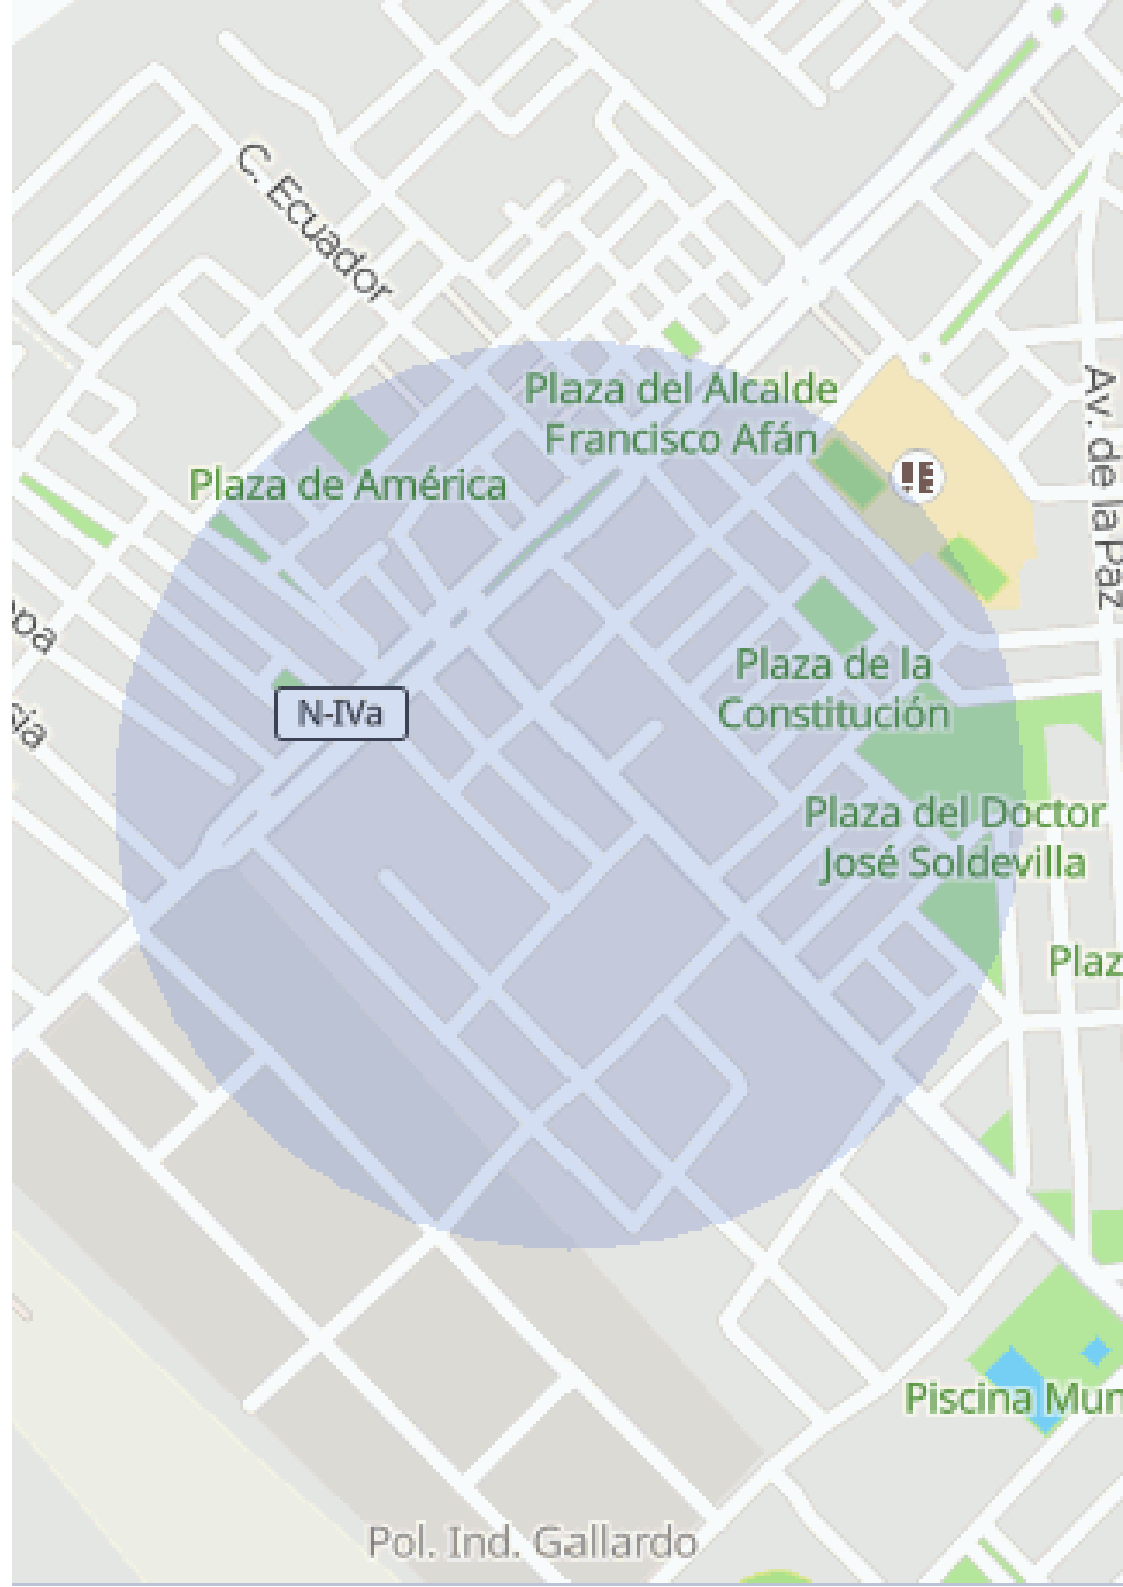 C. Ecuador
Plaza del Alcalde
Francisco Afán
Av. de la Paz
Plaza de América
Plaza de la
Constitución
N-IVa
Plaza del Doctor
José Soldevilla
Plaz
Piscina Mun
Pol. Ind. Gallardo